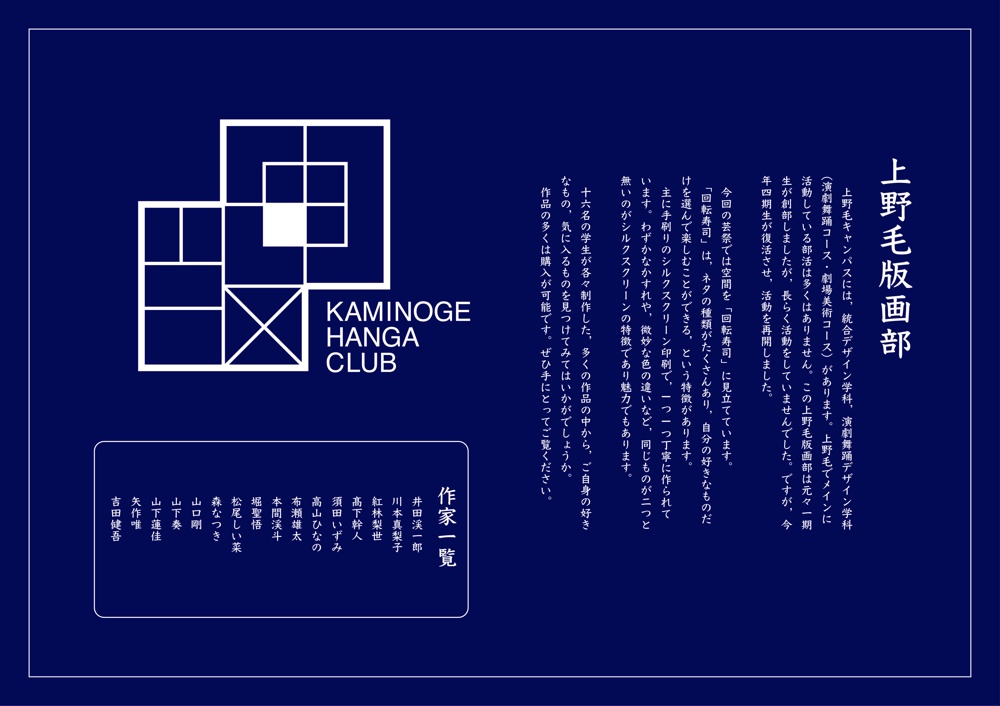 上野毛版画部
上野毛キャンパスには，統合デザイン学科，演劇舞踊デザイン学科
（演劇舞踊コース・劇場美術コース）があります。上野毛でメインに
活動している部活は多くはありません。この上野毛版画部は元々一期
生が創部しましたが、長らく活動をしていませんでした。ですが，今
年四期生が復活させ，活動を再開しました。
今回の芸祭では空間を「回転寿司」に見立てています。
「回転寿司」は、ネタの種類がたくさんあり，自分の好きなものだ
けを選んで楽しむことができる，という特徴があります。
主に手刷りのシルクスクリーン印刷で，一つ一つ丁寧に作られて
います。わずかなかすれや，微妙な色の違いなど，同じものが二つと
無いのがシルクスクリーンの特徴であり魅力でもあります。
十六名の学生が各々制作した、多くの作品の中から、ご自身の好き
なもの，気に入るものを見つけてみてはいかがでしょうか。
作品の多くは購入が可能です。ぜひ手にとってご覧ください。
KAMINOGE
HANGA
CLUB
作家一覧
井田渓一郎
川本真梨子
紅林梨世
髙下幹人
須田いずみ
高山ひなの
布瀬雄太
本間渓斗
堀聖悟
松尾しい菜
森なつき
山口剛
山下奏
山下蓮佳
矢作唯
吉田健吾